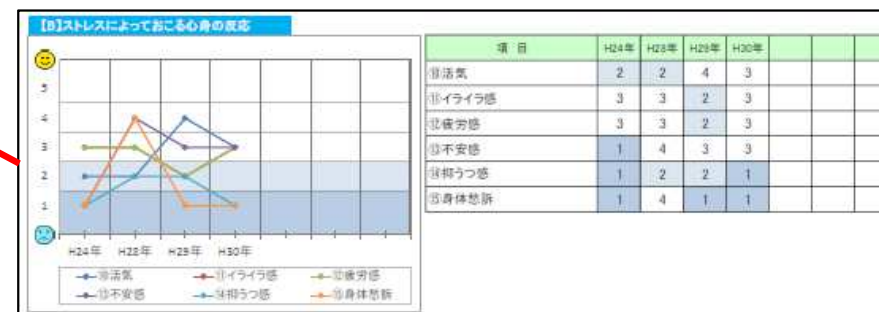 【B】ストレスによっておこる心身の反応
項 目 H24年 H28年 H29年 H30年
⑩活気 2 2 4 3
⑪イライラ感 3 3 2 3
⑫疲労感 3 3 2 3
⑬不安感 1 4 3 3
⑭抑うつ感 1 2 2 1
⑮身体愁訴 1 4 1 1
5
4
3
2
1
H24年 H28年 H29年 H30年
⑩活気 ⑪イライラ感 ⑫疲労感
⑬不安感 ⑭抑うつ感 ⑮身体愁訴